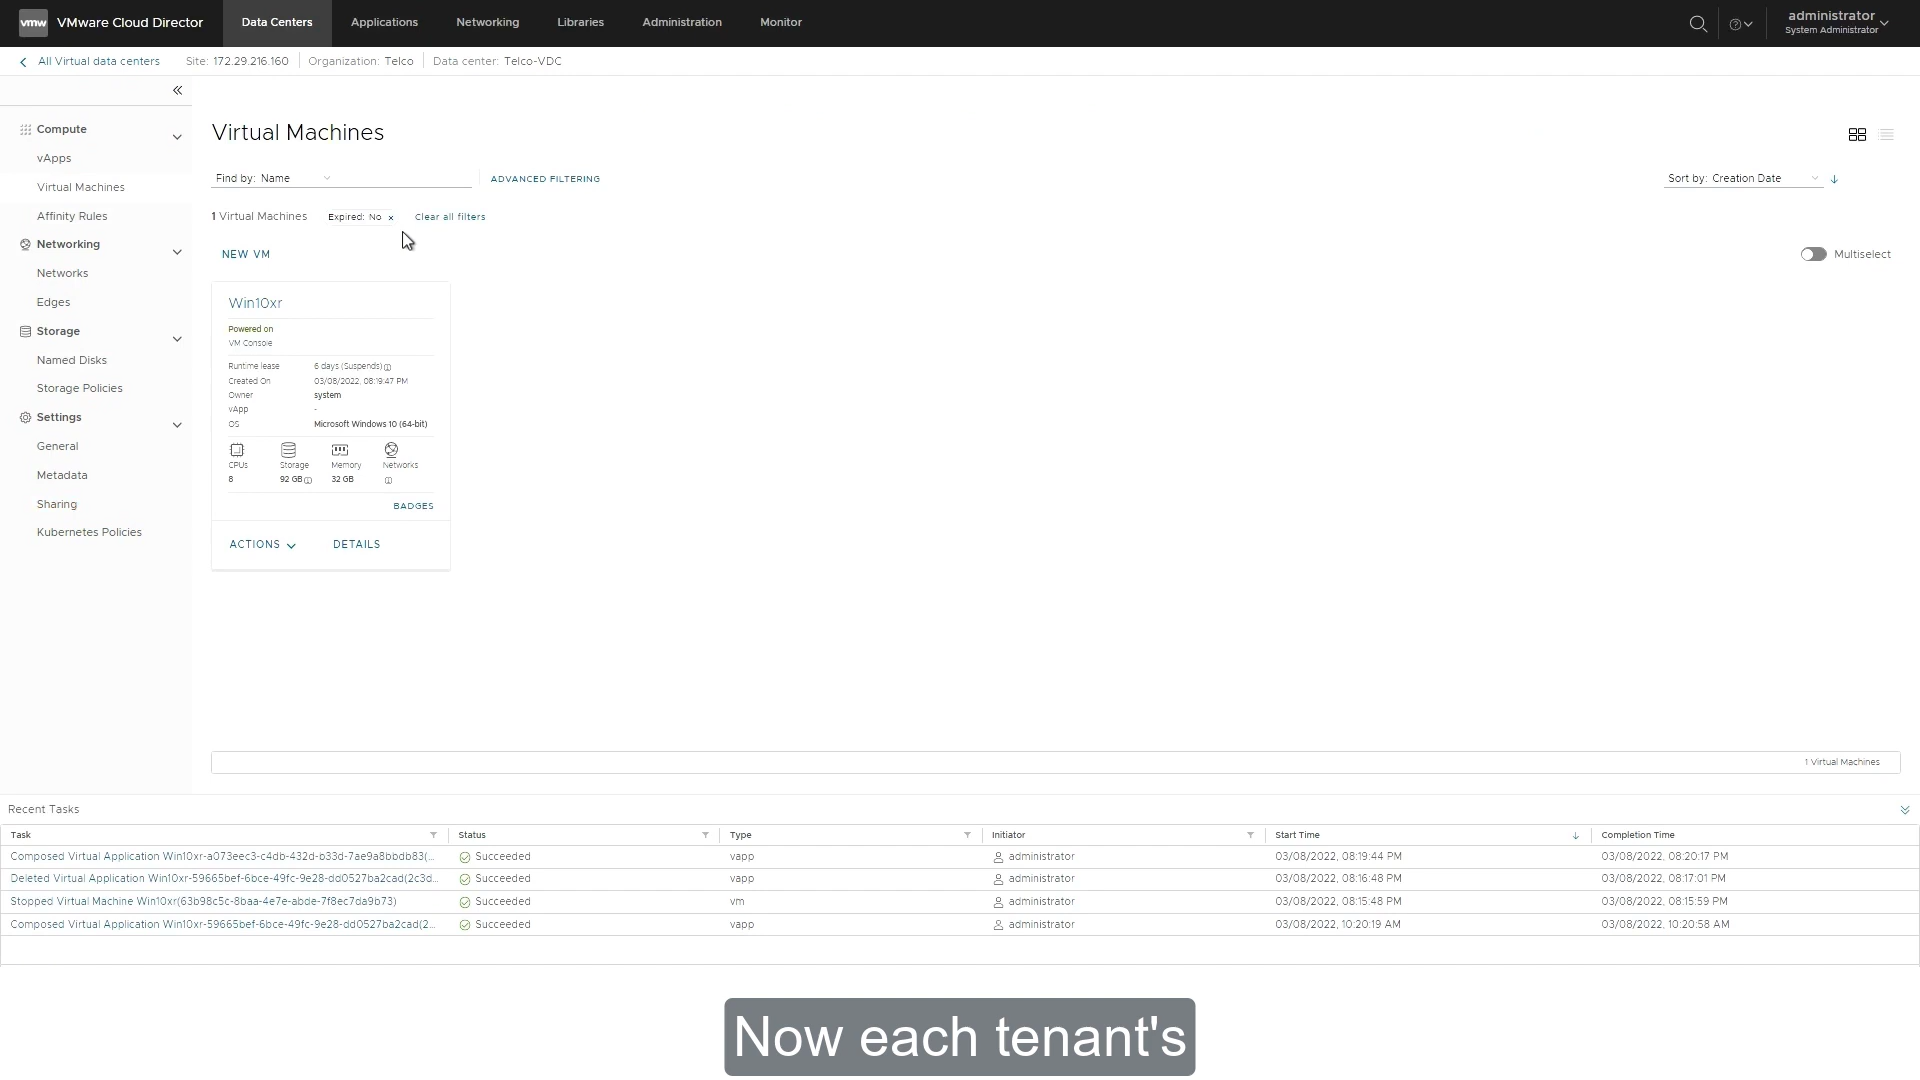 vmw VMware Cloud Director Data Centers Applications Networking Libraries Administration Monitor administrator
System Administrator
All Virtual data centers Site: 172.29.216.160 Organization: Telco Data center: Telco-VDC
Compute
vApps
Virtual Machines
Affinity Rules
Networking
Networks
Edges
Storage
Named Disks
Storage Policies
Settings
General
Metadata
Sharing
Kubernetes Policies
Virtual Machines
Find by: Name ADVANCED FILTERING Sort by: Creation Date
1 Virtual Machines Expired: No × Clear all filters
NEW VM Multiselect
Win10xr
Powered on
VM Console
Runtime lease 6 days (Suspends)
Created On 03/08/2022, 08:19:47 PM
Owner system
vApp -
OS Microsoft Windows 10 (64-bit)
CPUs Storage Memory Networks
8 92 GB 32 GB
BADGES
ACTIONS DETAILS
1 Virtual Machines
Recent Tasks
Task Status Type Initiator Start Time Completion Time
Composed Virtual Application Win10xr-a073eec3-c4db-432d-b33d-7ae9a8bbdb83(... Succeeded vapp administrator 03/08/2022, 08:19:44 PM 03/08/2022, 08:20:17 PM
Deleted Virtual Application Win10xr-59665bef-6bce-49fc-9e28-dd0527ba2cad(2c3d... Succeeded vapp administrator 03/08/2022, 08:16:48 PM 03/08/2022, 08:17:01 PM
Stopped Virtual Machine Win10xr(63b98c5c-8baa-4e7e-abde-7f8ec7da9b73) Succeeded vm administrator 03/08/2022, 08:15:48 PM 03/08/2022, 08:15:59 PM
Composed Virtual Application Win10xr-59665bef-6bce-49fc-9e28-dd0527ba2cad(2... Succeeded vapp administrator 03/08/2022, 10:20:19 AM 03/08/2022, 10:20:58 AM
Now each tenant's